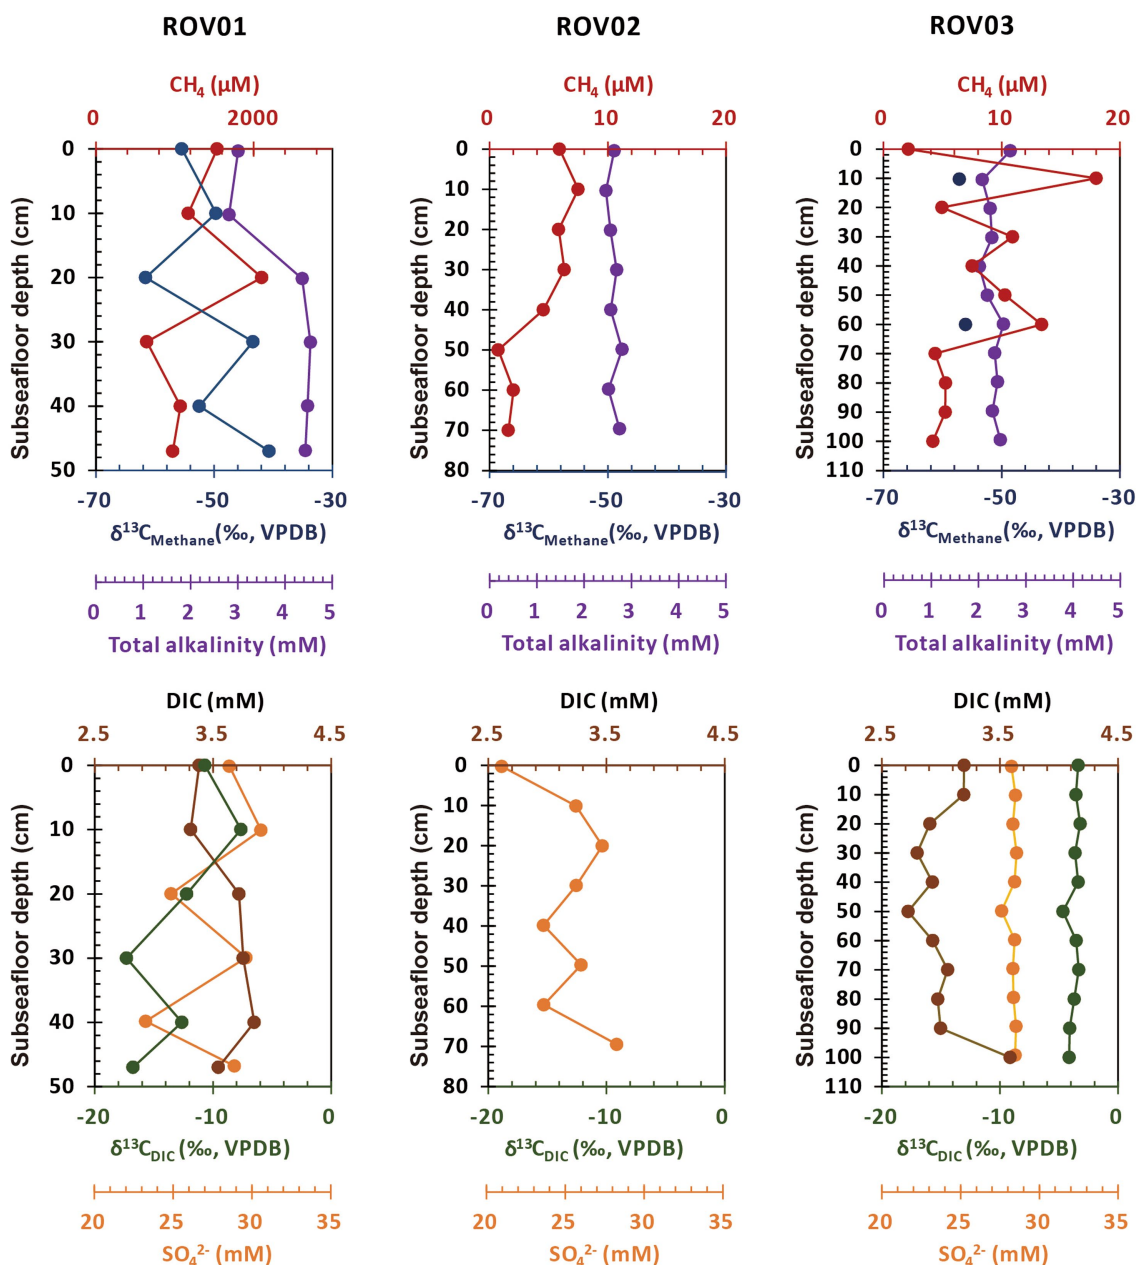 ROV01
ROV02
ROV03
CH₄ (µM)
CH₄ (µM)
CH₄ (µM)
0 2000
0 10 20
0 10 20
Subseafloor depth (cm)
0
10
20
30
40
50
Subseafloor depth (cm)
0
10
20
30
40
50
60
70
80
Subseafloor depth (cm)
0
10
20
30
40
50
60
70
80
90
100
110
-70 -50 -30
-70 -50 -30
-70 -50 -30
δ¹³C_Methane(‰, VPDB)
δ¹³C_Methane(‰, VPDB)
δ¹³C_Methane(‰, VPDB)
0 1 2 3 4 5
0 1 2 3 4 5
0 1 2 3 4 5
Total alkalinity (mM)
Total alkalinity (mM)
Total alkalinity (mM)
DIC (mM)
DIC (mM)
DIC (mM)
2.5 3.5 4.5
2.5 3.5 4.5
2.5 3.5 4.5
Subseafloor depth (cm)
0
10
20
30
40
50
Subseafloor depth (cm)
0
10
20
30
40
50
60
70
80
Subseafloor depth (cm)
0
10
20
30
40
50
60
70
80
90
100
110
-20 -10 0
-20 -10 0
-20 -10 0
δ¹³C_DIC (‰, VPDB)
δ¹³C_DIC (‰, VPDB)
δ¹³C_DIC (‰, VPDB)
20 25 30 35
20 25 30 35
20 25 30 35
SO₄²⁻ (mM)
SO₄²⁻ (mM)
SO₄²⁻ (mM)